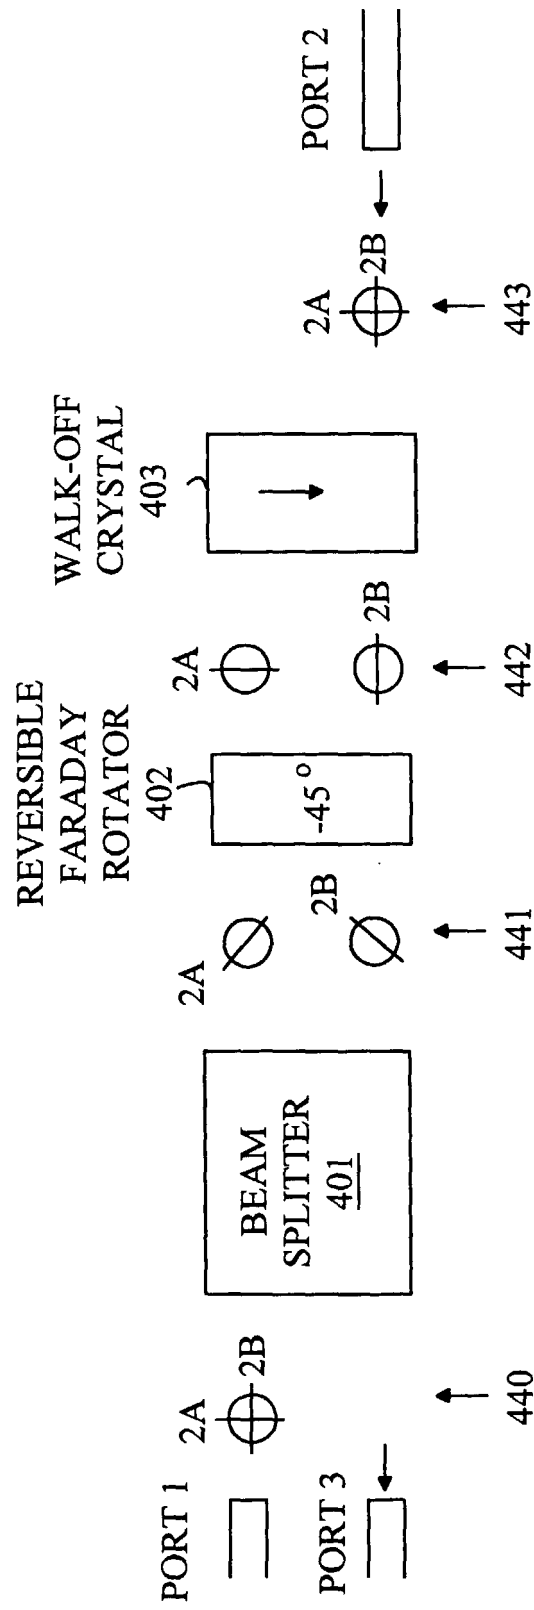 PORT 1
PORT 3
2A
2B
440
BEAM
SPLITTER
401
2A
2B
441
REVERSIBLE
FARADAY
ROTATOR
402
-45°
2A
2B
442
WALK-OFF
CRYSTAL
403
2A
2B
443
PORT 2